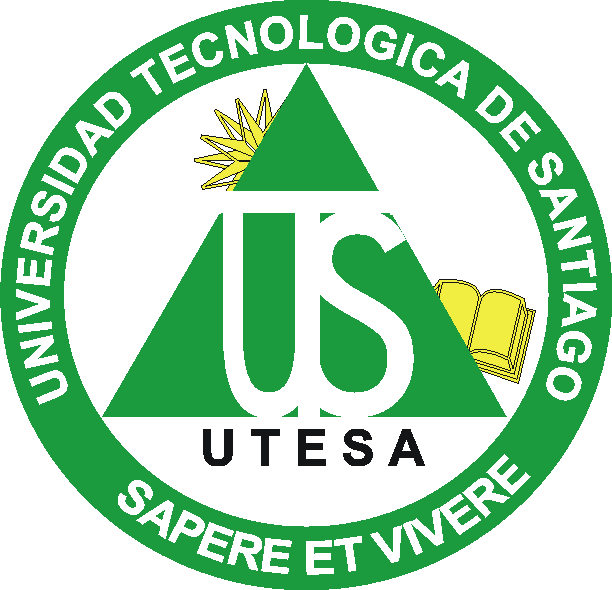 UNIVERSIDAD TECNOLOGICA DE SANTIAGO
US
UTESA
SAPERE ET VIVERE